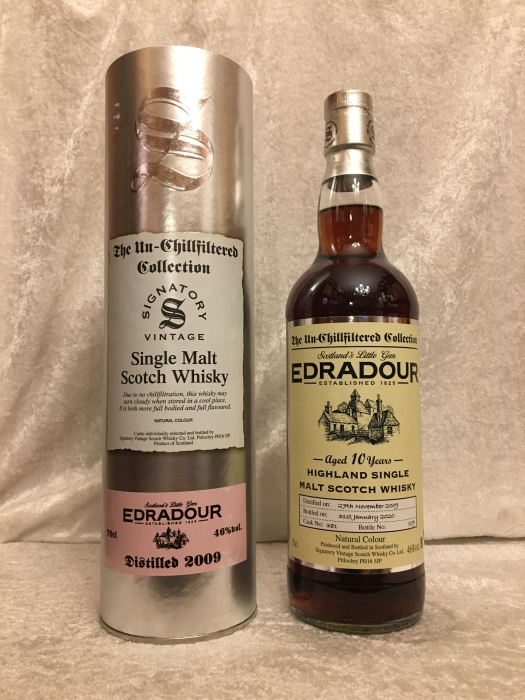 The Un-Chillfiltered
Collection
SIGNATORY
S
VINTAGE
Single Malt
Scotch Whisky
Due to no chillfiltration, this whisky may
turn cloudy when stored in a cool place.
It is both more full bodied and full flavoured.
NATURAL COLOUR
Casks individually selected and bottled by
Signatory Vintage Scotch Whisky Co. Ltd. Pitlochry PH16 5JP
Product of Scotland
Scotland's Little Gem
EDRADOUR
ESTABLISHED 1825
70cl
46%vol.
Distilled 2009
The Un-Chillfiltered Collection
Scotland's Little Gem
EDRADOUR
ESTABLISHED 1825
Aged 10 Years
HIGHLAND SINGLE
MALT SCOTCH WHISKY
Distilled on: 27th November 2009
Bottled on: January 2020
Cask No:
Bottle No:
Natural Colour
Produced and Bottled in Scotland by
Signatory Vintage Scotch Whisky Co. Ltd.
Pitlochry PH16 5JP
70cl